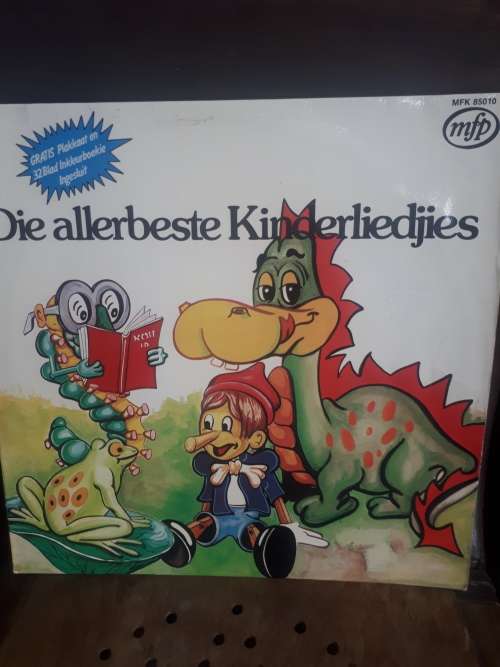 MFK 85010
mfp
GRATIS Plakkaat en
32 Blad Inkleurboekie
Ingesluit
Die allerbeste Kinderliedjies